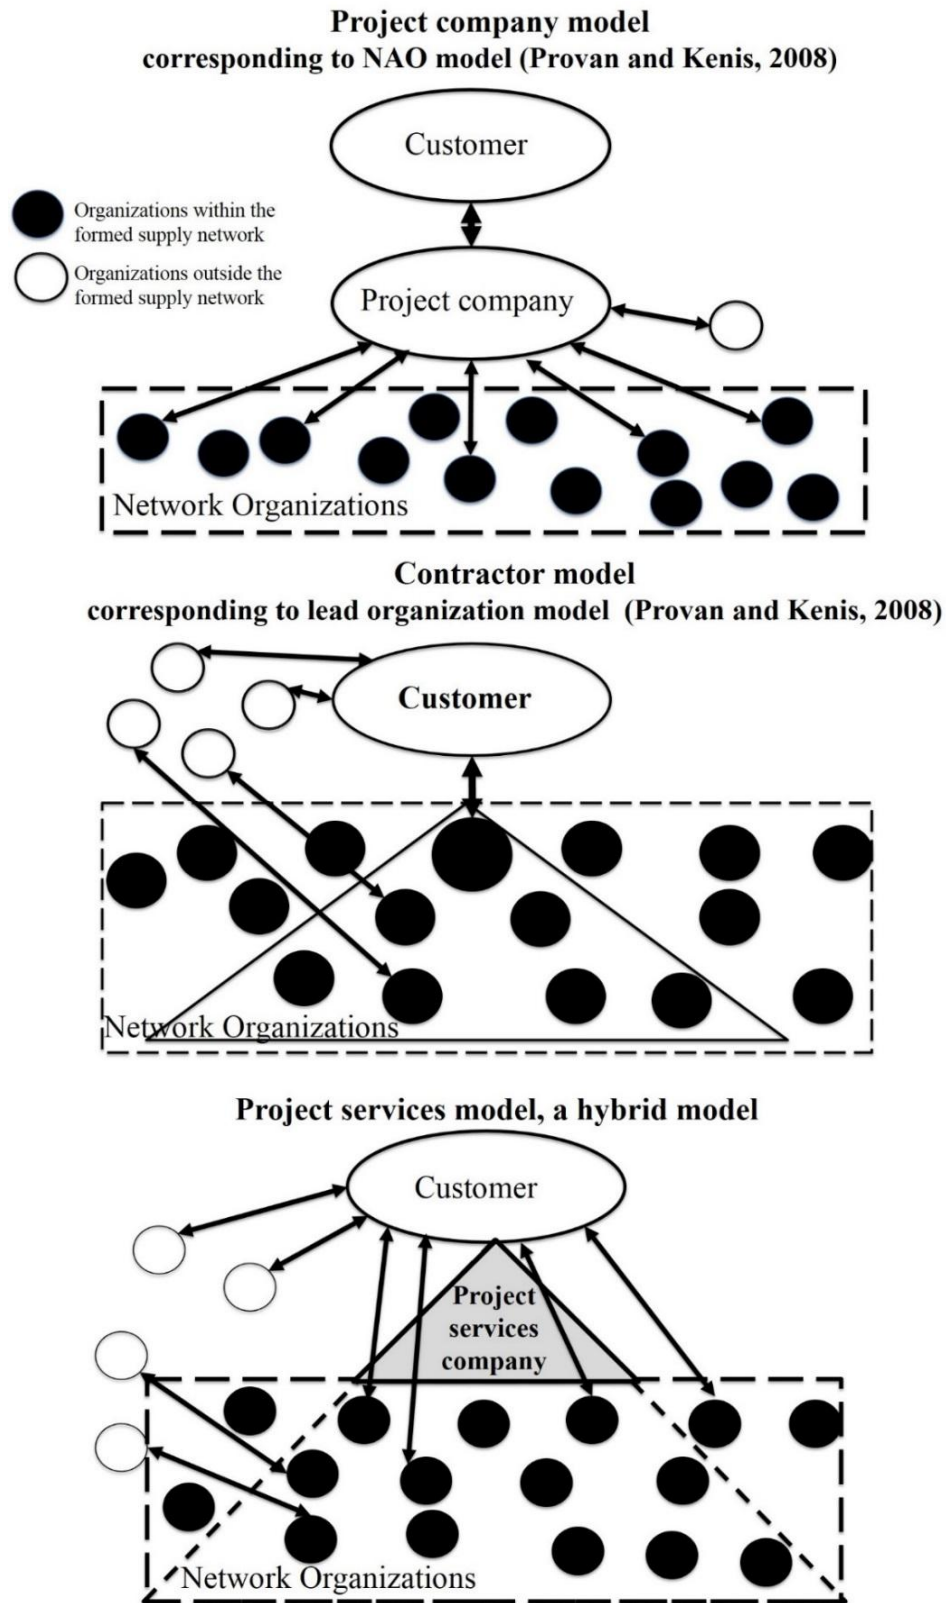 Project company model
corresponding to NAO model (Provan and Kenis, 2008)
Customer
Organizations within the
formed supply network
Organizations outside the
formed supply network
Project company
Network Organizations
Contractor model
corresponding to lead organization model (Provan and Kenis, 2008)
Customer
Network Organizations
Project services model, a hybrid model
Customer
Project
services
company
Network Organizations